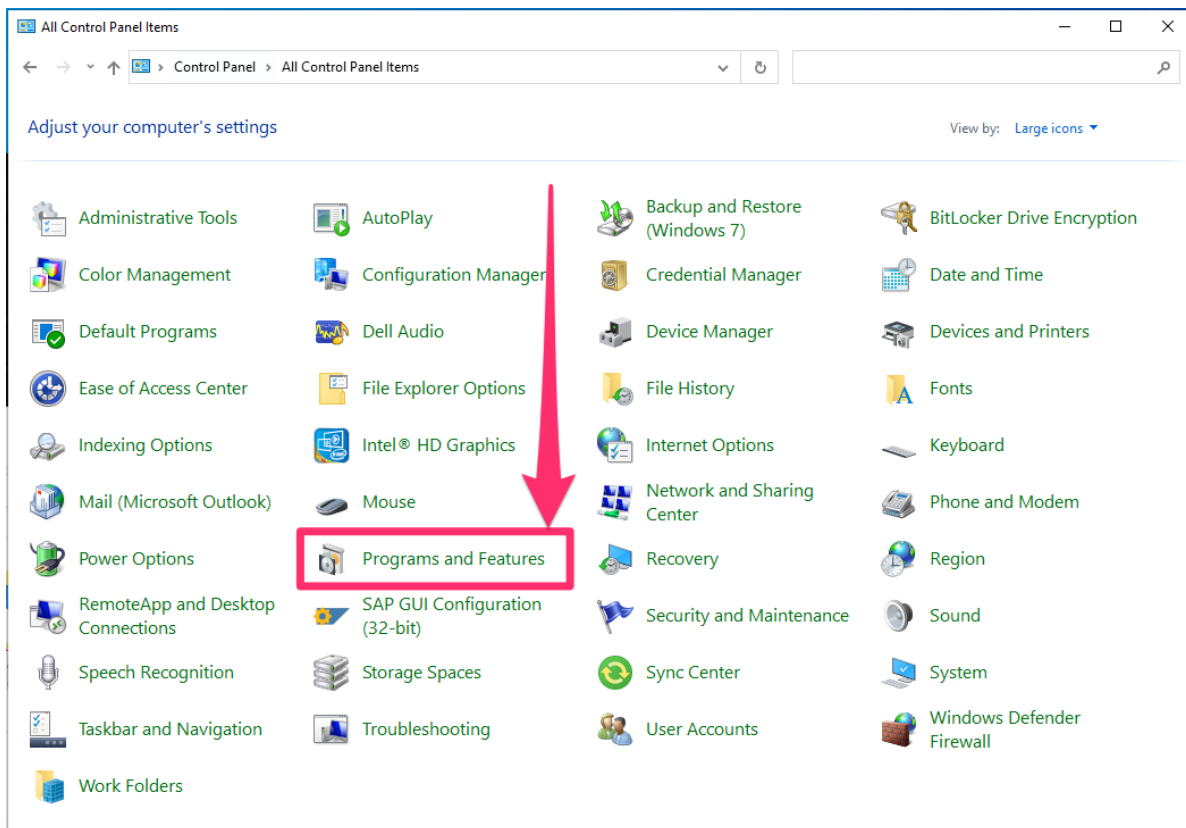 All Control Panel Items
Control Panel > All Control Panel Items
Adjust your computer's settings
View by: Large icons
Administrative Tools
AutoPlay
Backup and Restore
(Windows 7)
BitLocker Drive Encryption
Color Management
Configuration Manager
Credential Manager
Date and Time
Default Programs
Dell Audio
Device Manager
Devices and Printers
Ease of Access Center
File Explorer Options
File History
Fonts
Indexing Options
Intel® HD Graphics
Internet Options
Keyboard
Mail (Microsoft Outlook)
Mouse
Network and Sharing
Center
Phone and Modem
Power Options
Programs and Features
Recovery
Region
RemoteApp and Desktop
Connections
SAP GUI Configuration
(32-bit)
Security and Maintenance
Sound
Speech Recognition
Storage Spaces
Sync Center
System
Taskbar and Navigation
Troubleshooting
User Accounts
Windows Defender
Firewall
Work Folders